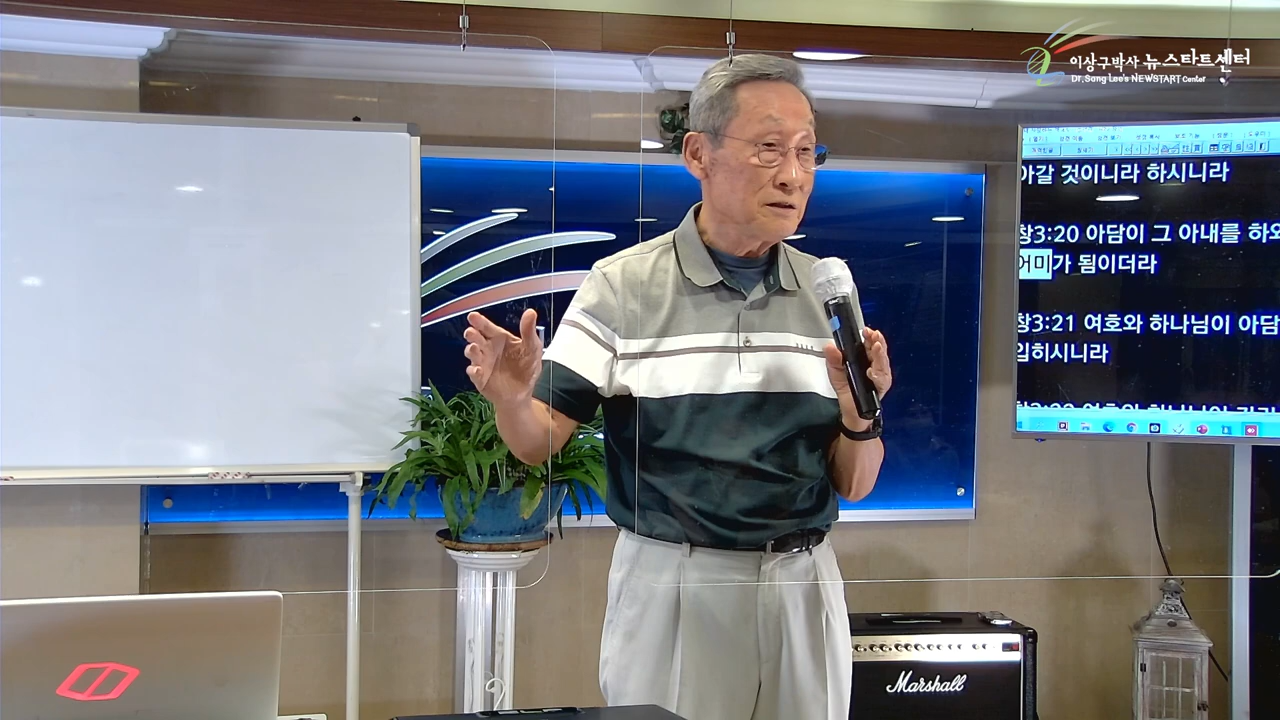 이상구박사 뉴스타트센터
Dr. Sang Lee's NEWSTART Center
아갈 것이니라 하시니라
창3:20 아담이 그 아내를 하와
어미가 됨이더라
창3:21 여호와 하나님이 아담
입히시니라
Marshall